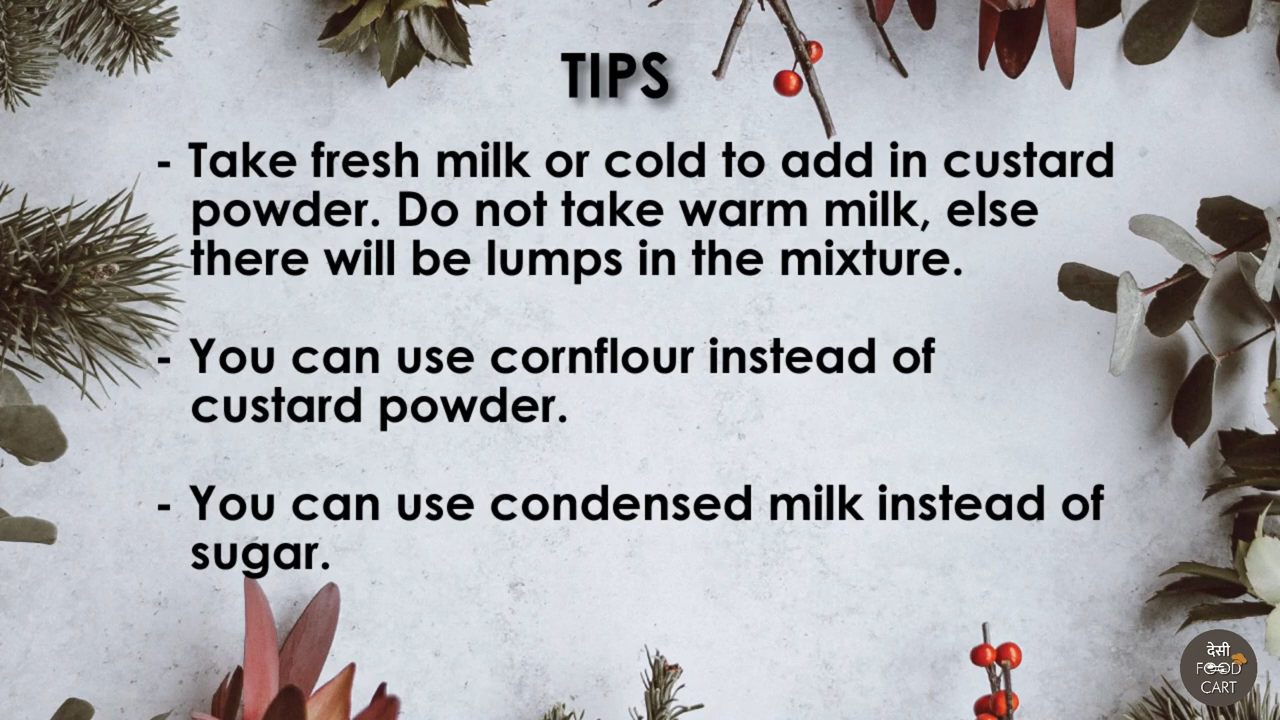 TIPS
- Take fresh milk or cold to add in custard
powder. Do not take warm milk, else
there will be lumps in the mixture.
- You can use cornflour instead of
custard powder.
- You can use condensed milk instead of
sugar.
देसी
FOOD
CART